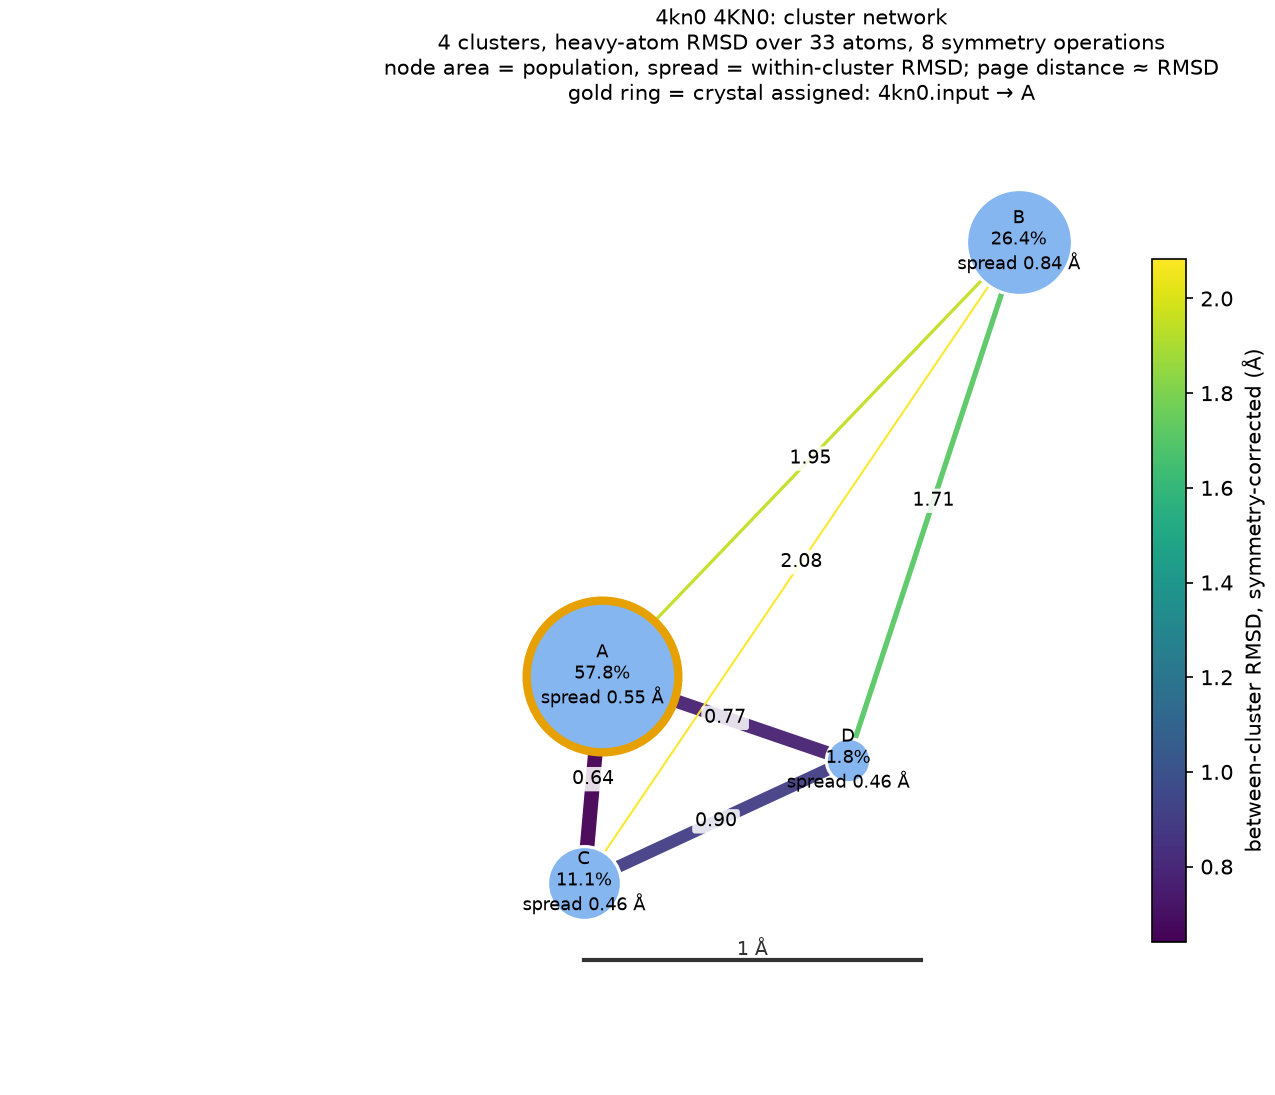 4kn0 4KN0: cluster network
4 clusters, heavy-atom RMSD over 33 atoms, 8 symmetry operations
node area = population, spread = within-cluster RMSD; page distance ≈ RMSD
gold ring = crystal assigned: 4kn0.input → A
B
26.4%
spread 0.84 Å
1.95
1.71
2.08
A
57.8%
spread 0.55 Å
0.77
D
1.8%
spread 0.46 Å
0.64
0.90
C
11.1%
spread 0.46 Å
1 Å
2.0
1.8
1.6
1.4
1.2
1.0
0.8
between-cluster RMSD, symmetry-corrected (Å)